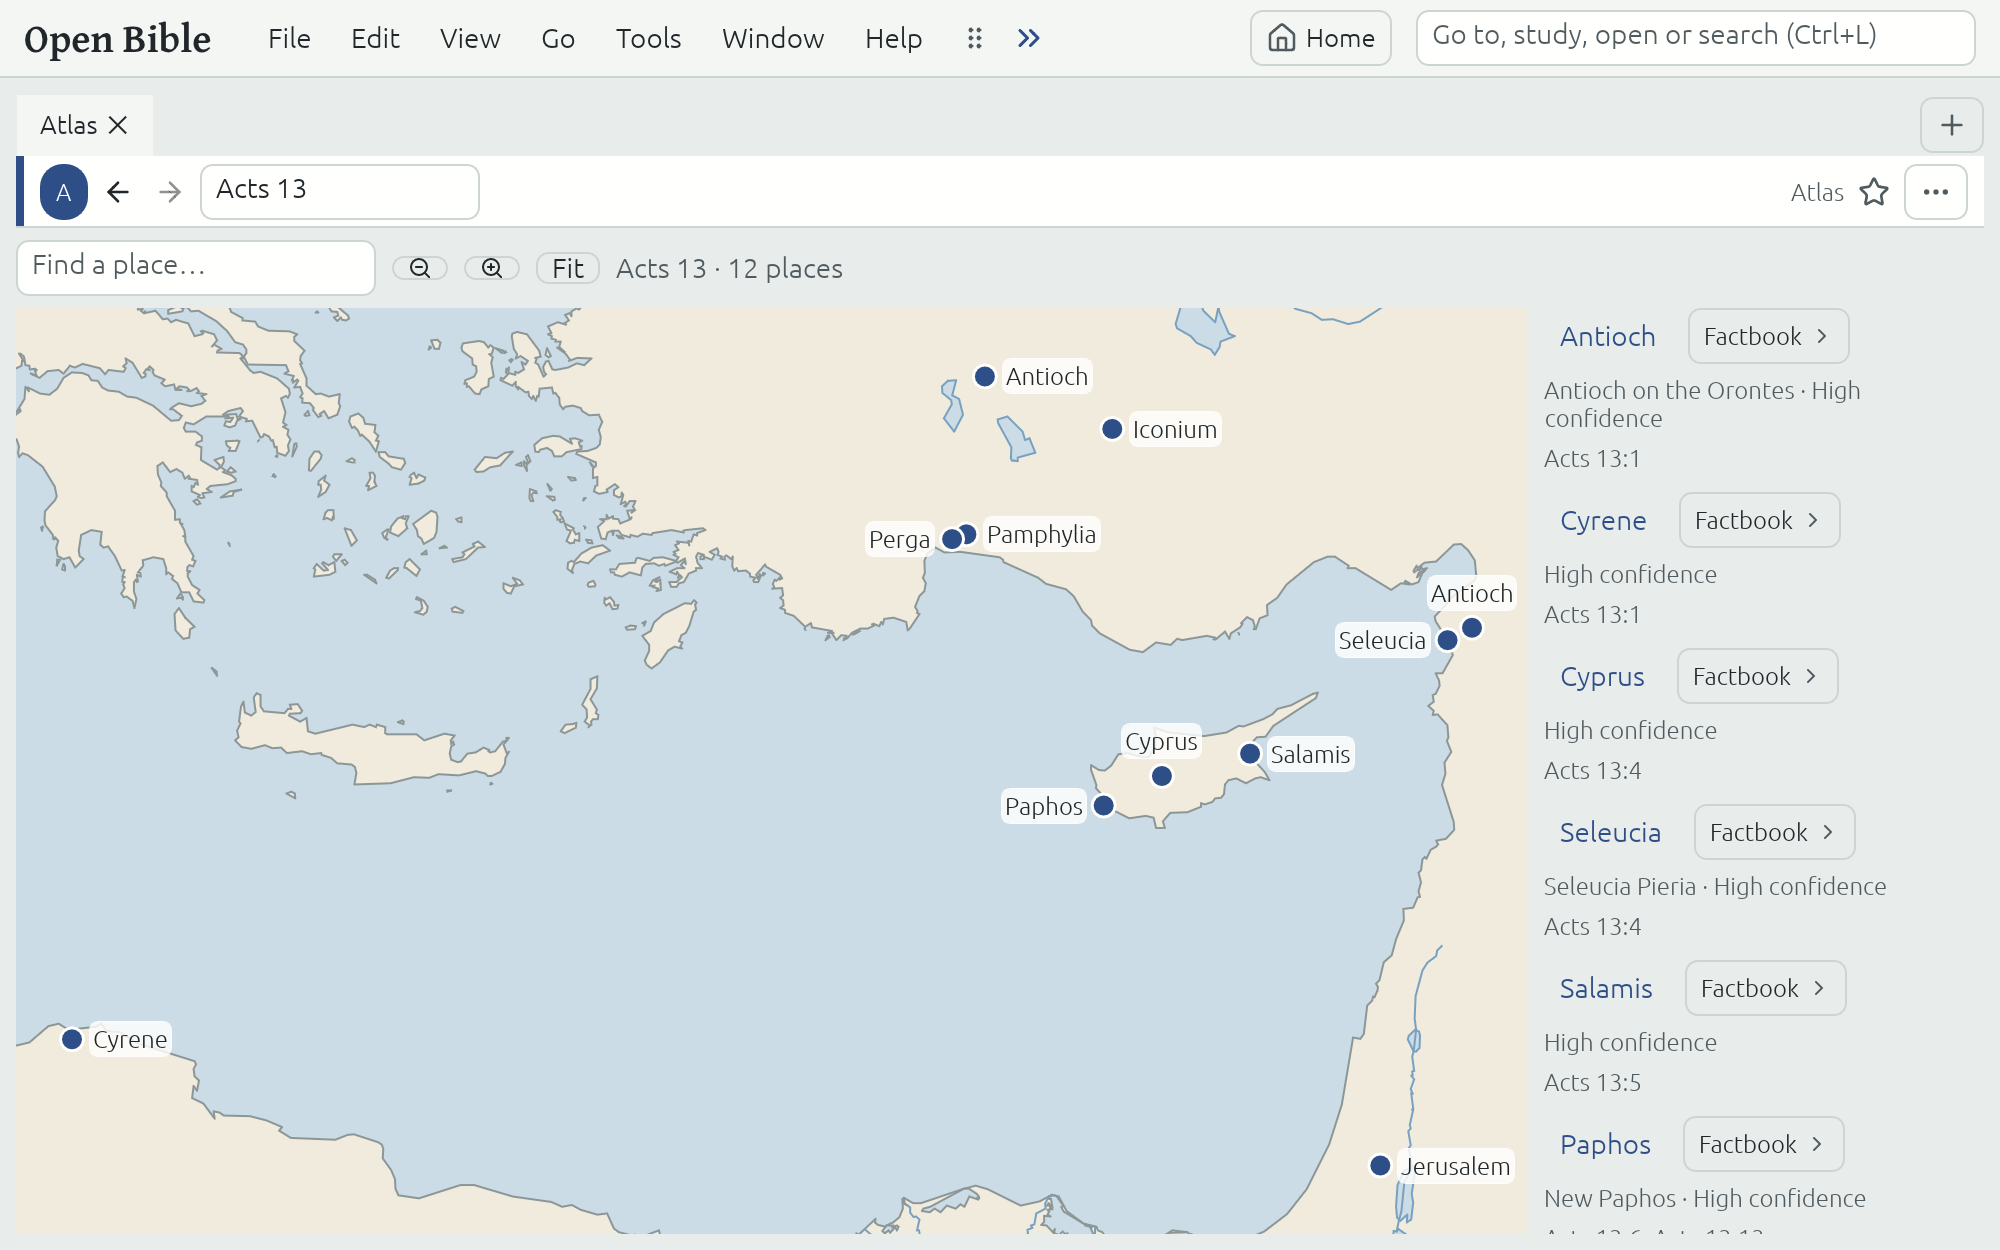 Open Bible File Edit View Go Tools Window Help Home Go to, study, open or search (Ctrl+L)
Atlas
A Acts 13 Atlas
Find a place... Fit Acts 13 · 12 places
Antioch
Iconium
Perga
Pamphylia
Antioch
Seleucia
Cyprus
Salamis
Paphos
Cyrene
Jerusalem
Antioch Factbook
Antioch on the Orontes · High
confidence
Acts 13:1
Cyrene Factbook
High confidence
Acts 13:1
Cyprus Factbook
High confidence
Acts 13:4
Seleucia Factbook
Seleucia Pieria · High confidence
Acts 13:4
Salamis Factbook
High confidence
Acts 13:5
Paphos Factbook
New Paphos · High confidence